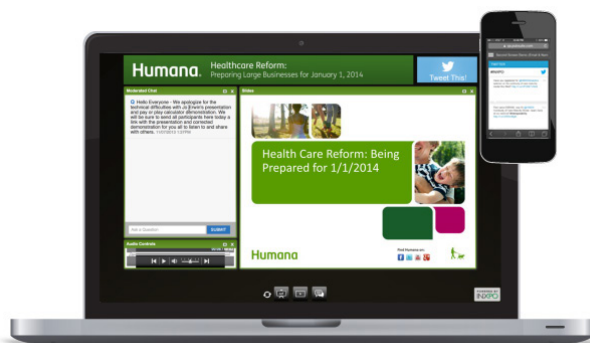 Humana.
Healthcare Reform:
Preparing Large Businesses for January 1, 2014
Tweet This!
Moderated Chat
Hello Everyone - We apologize for the
technical difficulties with
presentation
and pay or play calculator demonstration. We
will be sure to send all participants here today a
link with the presentation and corrected
demonstration for you all to listen to and share
with others.
Ask a Question
SUBMIT
Audio Controls
Slides
Health Care Reform: Being
Prepared for 1/1/2014
Humana
Find Humana on:
POWERED BY
INXPO